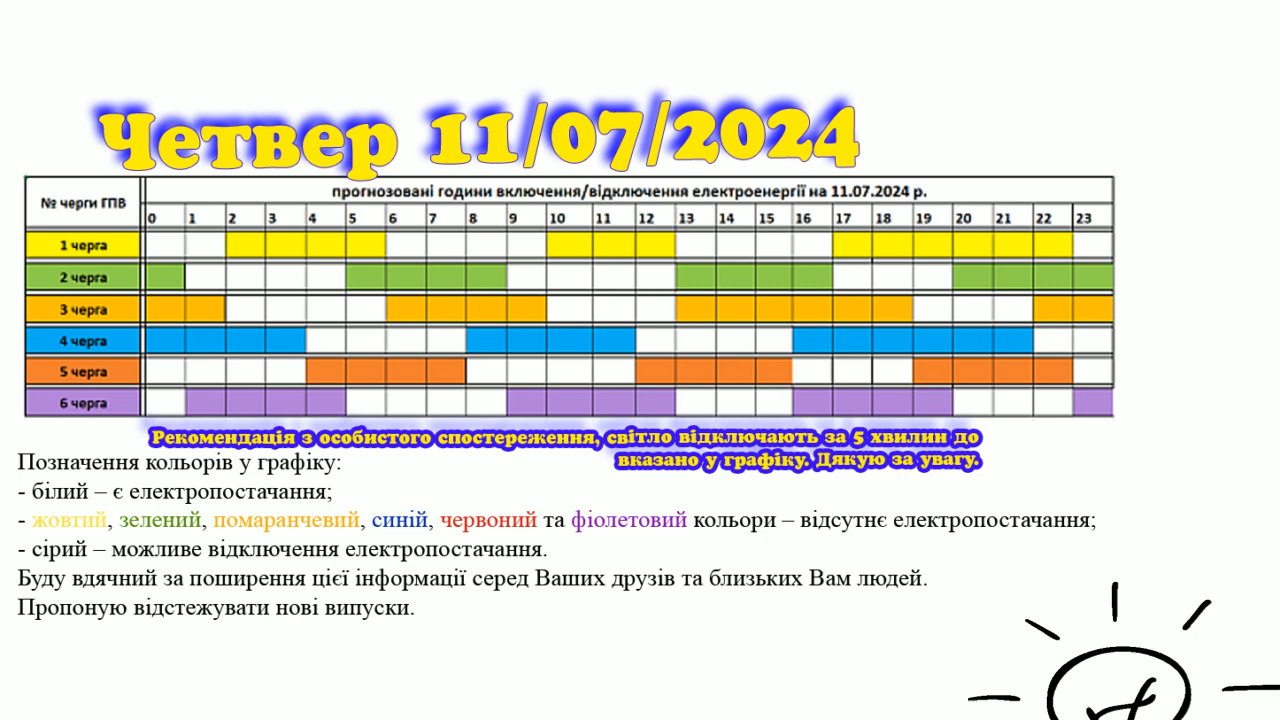 Четвер 11/07/2024
№ черги ГПВ
прогнозовані години включення/відключення електроенергії на 11.07.2024 р.
0 1 2 3 4 5 6 7 8 9 10 11 12 13 14 15 16 17 18 19 20 21 22 23
1 черга
2 черга
3 черга
4 черга
5 черга
6 черга
Рекомендація з особистого спостереження, світло відключають за 5 хвилин до
вказано у графіку. Дякую за увагу.
Позначення кольорів у графіку:
- білий – є електропостачання;
- жовтий, зелений, помаранчевий, синій, червоний та фіолетовий кольори – відсутнє електропостачання;
- сірий – можливе відключення електропостачання.
Буду вдячний за поширення цієї інформації серед Ваших друзів та близьких Вам людей.
Пропоную відстежувати нові випуски.